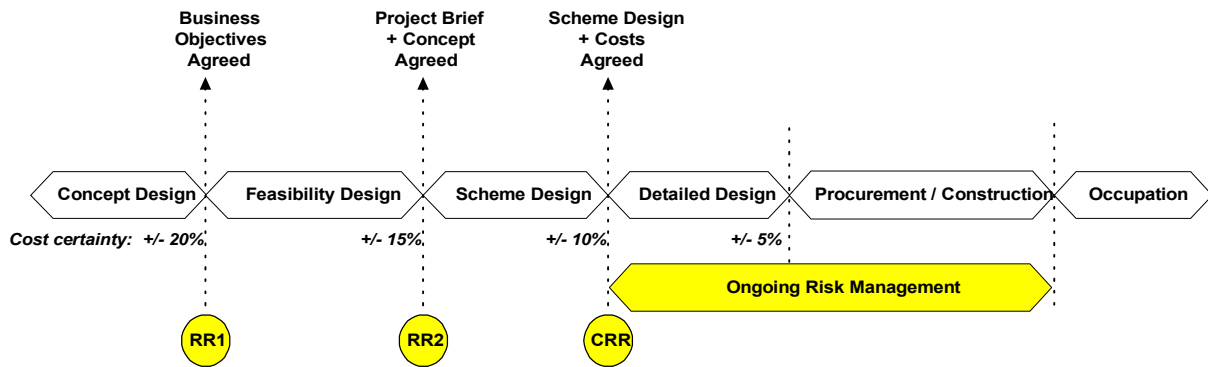 Business
Objectives
Agreed
Project Brief
+ Concept
Agreed
Scheme Design
+ Costs
Agreed
Concept Design
Feasibility Design
Scheme Design
Detailed Design
Procurement / Construction
Occupation
Cost certainty: +/- 20%
+/- 15%
+/- 10%
+/- 5%
Ongoing Risk Management
RR1
RR2
CRR